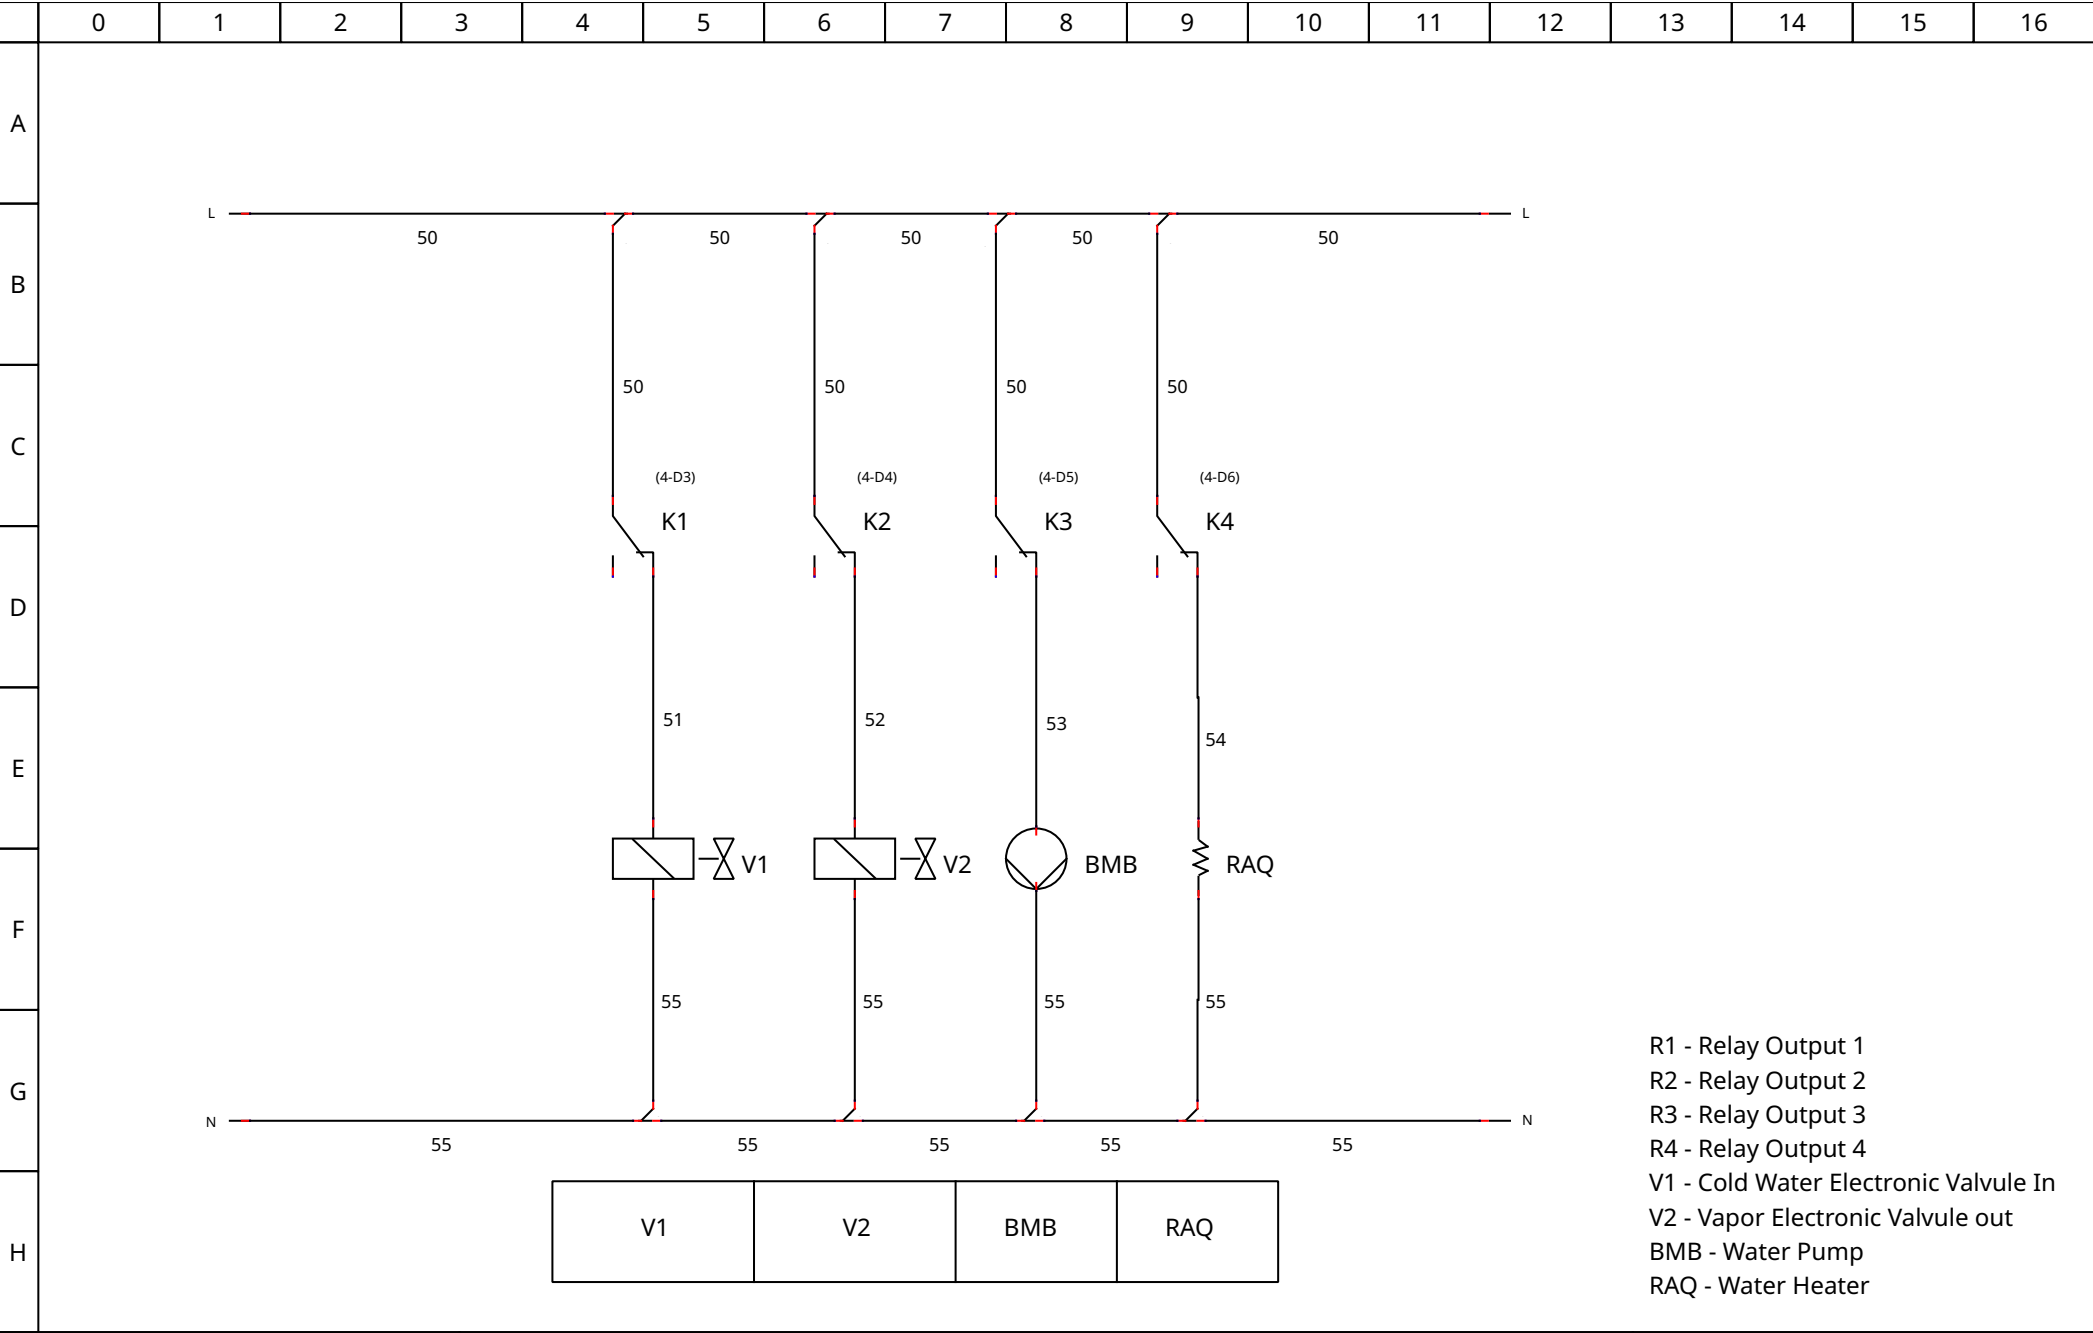 0 1 2 3 4 5 6 7 8 9 10 11 12 13 14 15 16
A
L L
50 50 50 50 50
B
50 50 50 50
C
(4-D3) (4-D4) (4-D5) (4-D6)
K1 K2 K3 K4
D
51 52 53 54
E
V1 V2 BMB RAQ
F
55 55 55 55
G
N N
55 55 55 55 55
V1 V2 BMB RAQ
H
R1 - Relay Output 1
R2 - Relay Output 2
R3 - Relay Output 3
R4 - Relay Output 4
V1 - Cold Water Electronic Valvule In
V2 - Vapor Electronic Valvule out
BMB - Water Pump
RAQ - Water Heater